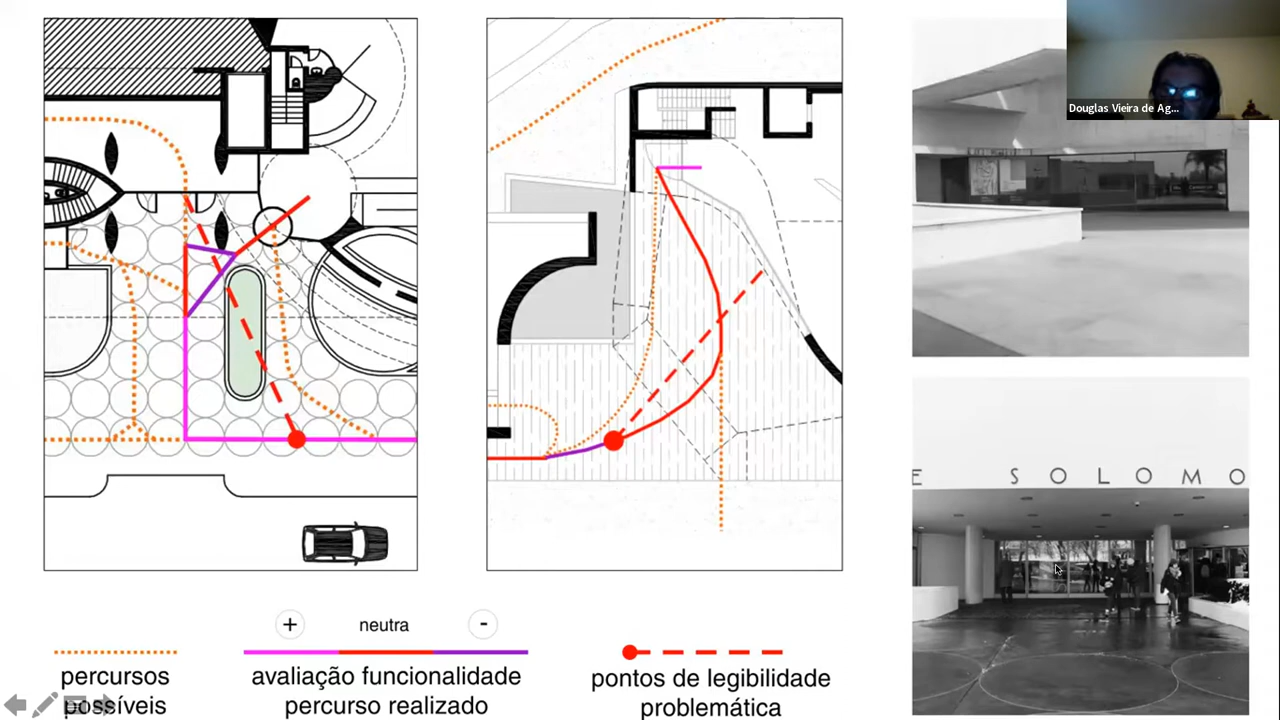 Douglas Vieira de Ag...
E SOLOMO
+ neutra -
percursos
possíveis
avaliação funcionalidade
percurso realizado
pontos de legibilidade
problemática